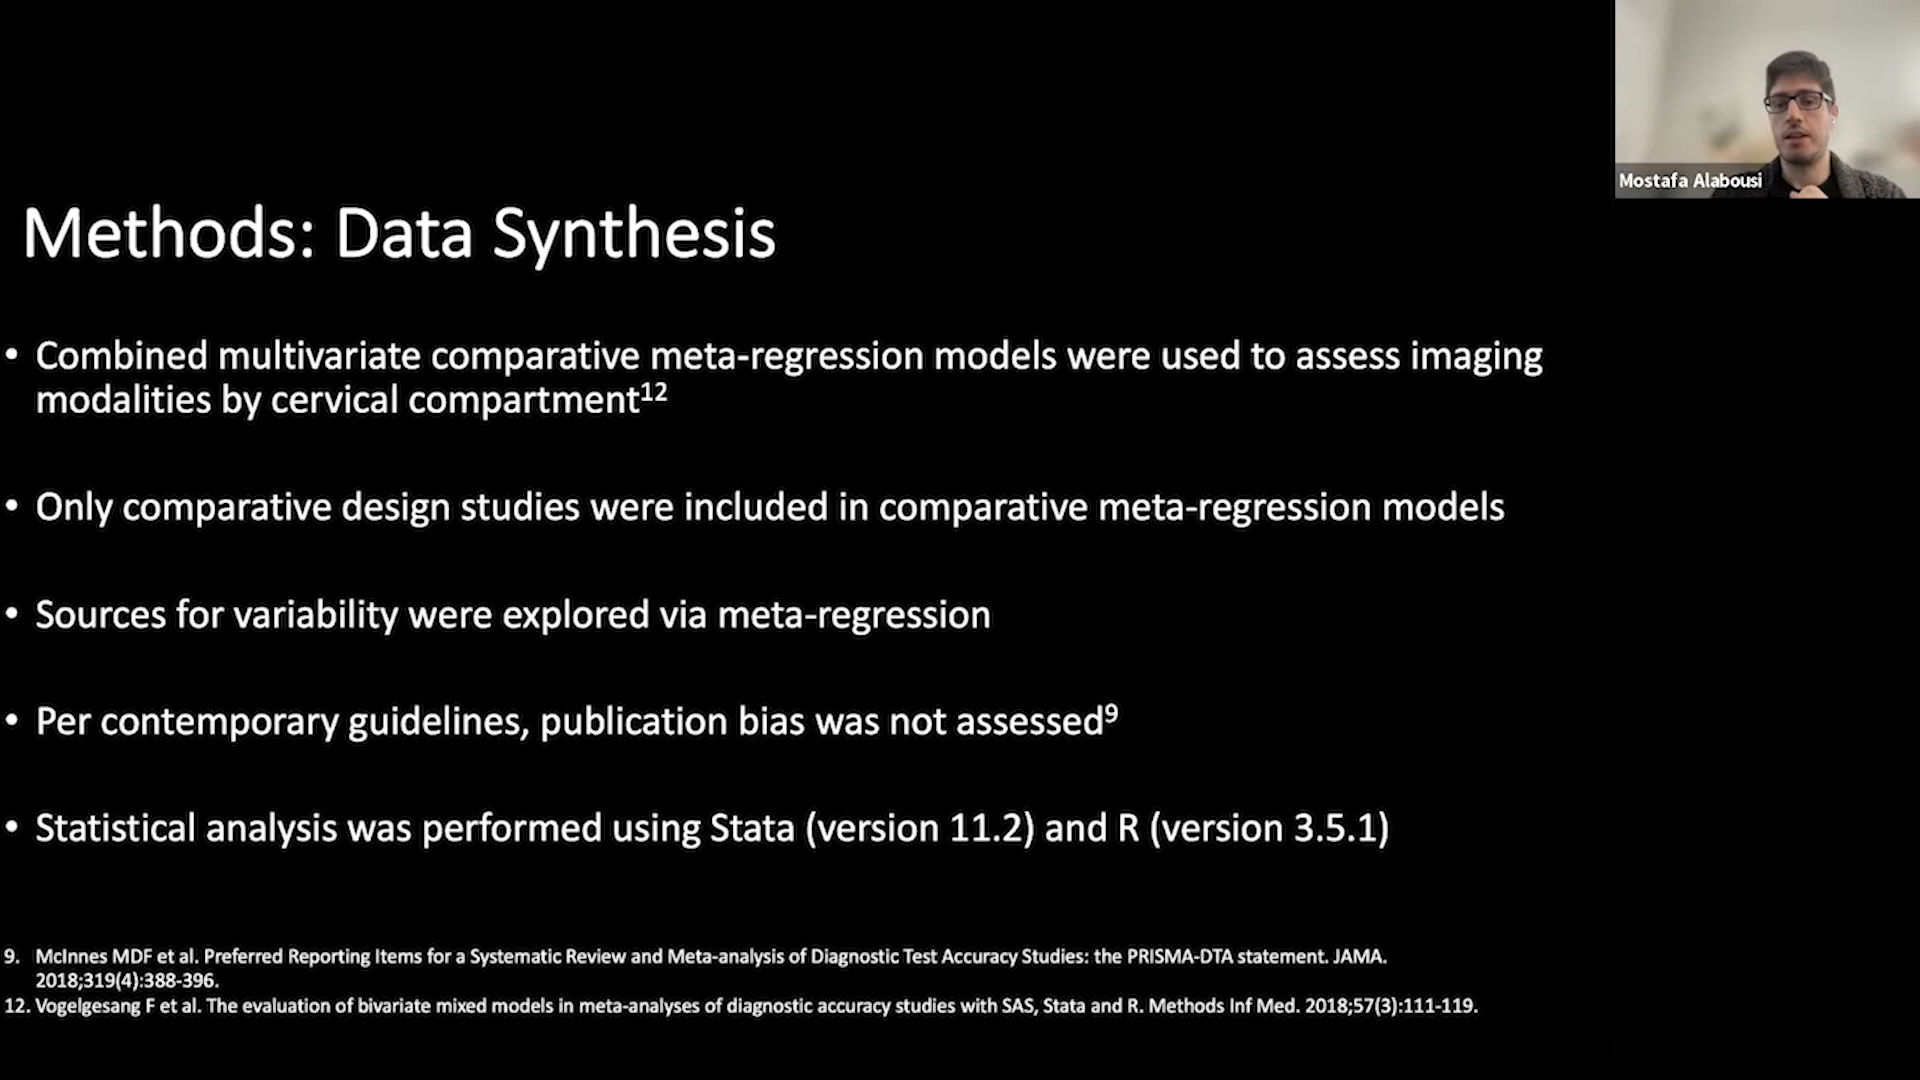 Mostafa Alabousi
Methods: Data Synthesis
• Combined multivariate comparative meta-regression models were used to assess imaging
modalities by cervical compartment¹²
• Only comparative design studies were included in comparative meta-regression models
• Sources for variability were explored via meta-regression
• Per contemporary guidelines, publication bias was not assessed⁹
• Statistical analysis was performed using Stata (version 11.2) and R (version 3.5.1)
9. McInnes MDF et al. Preferred Reporting Items for a Systematic Review and Meta-analysis of Diagnostic Test Accuracy Studies: the PRISMA-DTA statement. JAMA.
2018;319(4):388-396.
12. Vogelgesang F et al. The evaluation of bivariate mixed models in meta-analyses of diagnostic accuracy studies with SAS, Stata and R. Methods Inf Med. 2018;57(3):111-119.